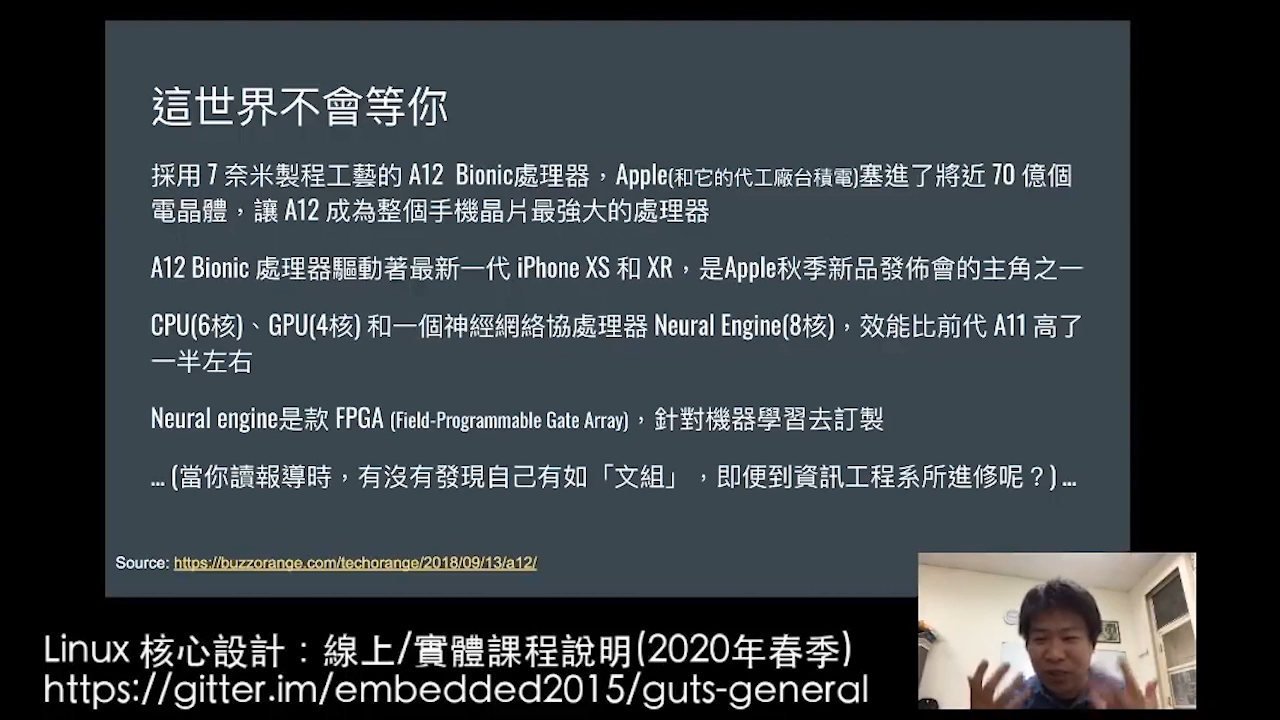 這世界不會等你
採用 7 奈米製程工藝的 A12 Bionic處理器，Apple(和它的代工廠台積電)塞進了將近 70 億個
電晶體，讓 A12 成為整個手機晶片最強大的處理器
A12 Bionic 處理器驅動著最新一代 iPhone XS 和 XR，是Apple秋季新品發佈會的主角之一
CPU(6核)、GPU(4核) 和一個神經網絡協處理器 Neural Engine(8核)，效能比前代 A11 高了
一半左右
Neural engine是款 FPGA (Field-Programmable Gate Array)，針對機器學習去訂製
... (當你讀報導時，有沒有發現自己有如「文組」，即便到資訊工程系所進修呢？) ...
Source: https://buzzorange.com/techorange/2018/09/13/a12/
Linux 核心設計：線上/實體課程說明(2020年春季)
https://gitter.im/embedded2015/guts-general